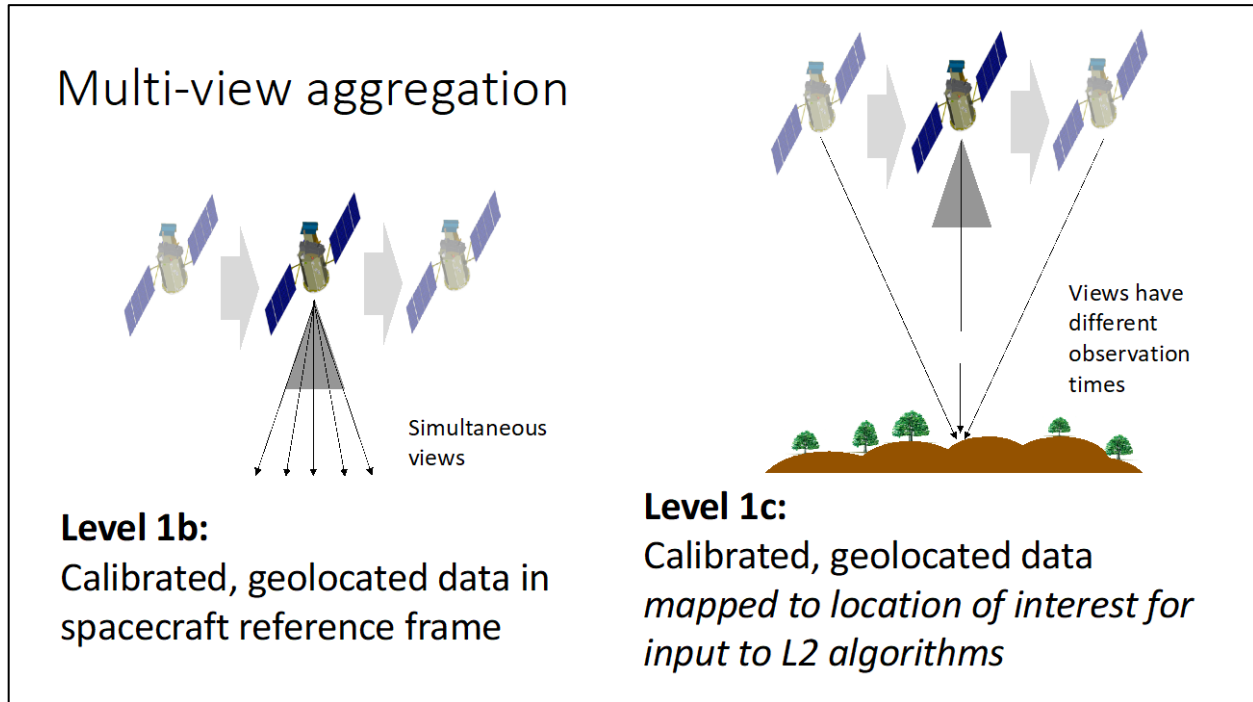 Multi-view aggregation
Simultaneous
views
Level 1b:
Calibrated, geolocated data in
spacecraft reference frame
Views have
different
observation
times
Level 1c:
Calibrated, geolocated data
mapped to location of interest for
input to L2 algorithms